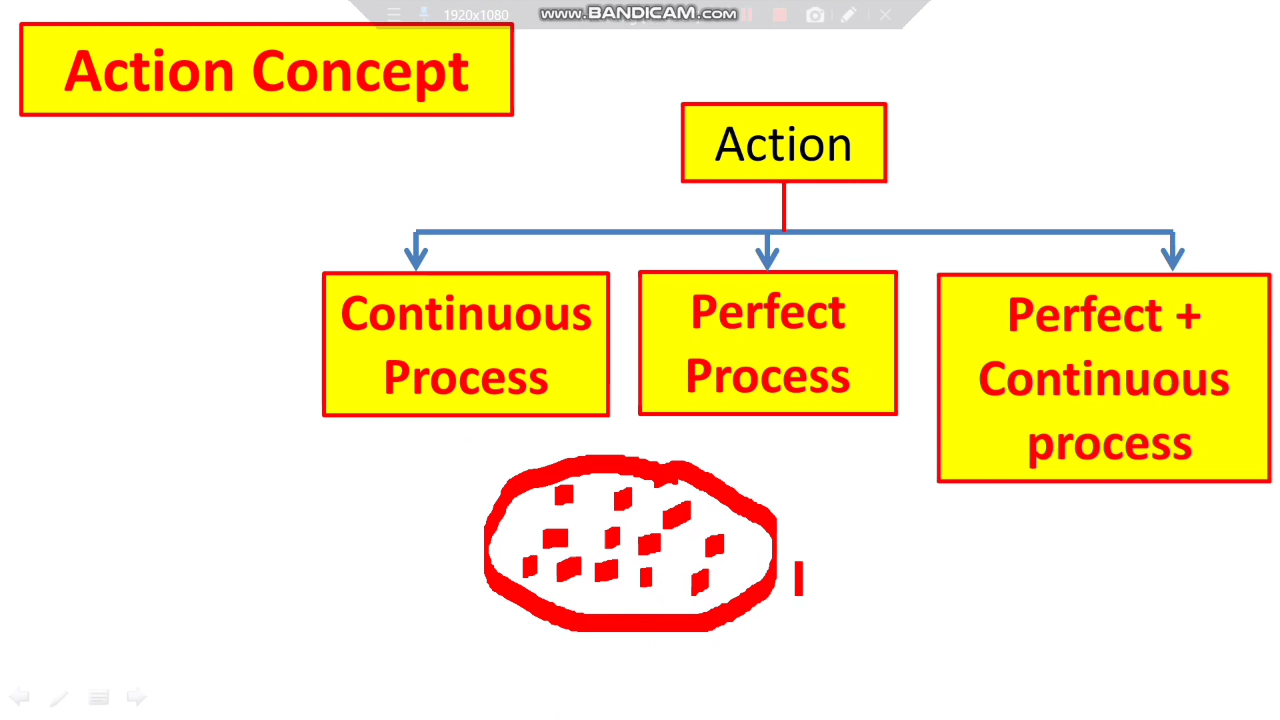 1920x1080
www.BANDICAM.com
Action Concept
Action
Continuous
Process
Perfect
Process
Perfect +
Continuous
process